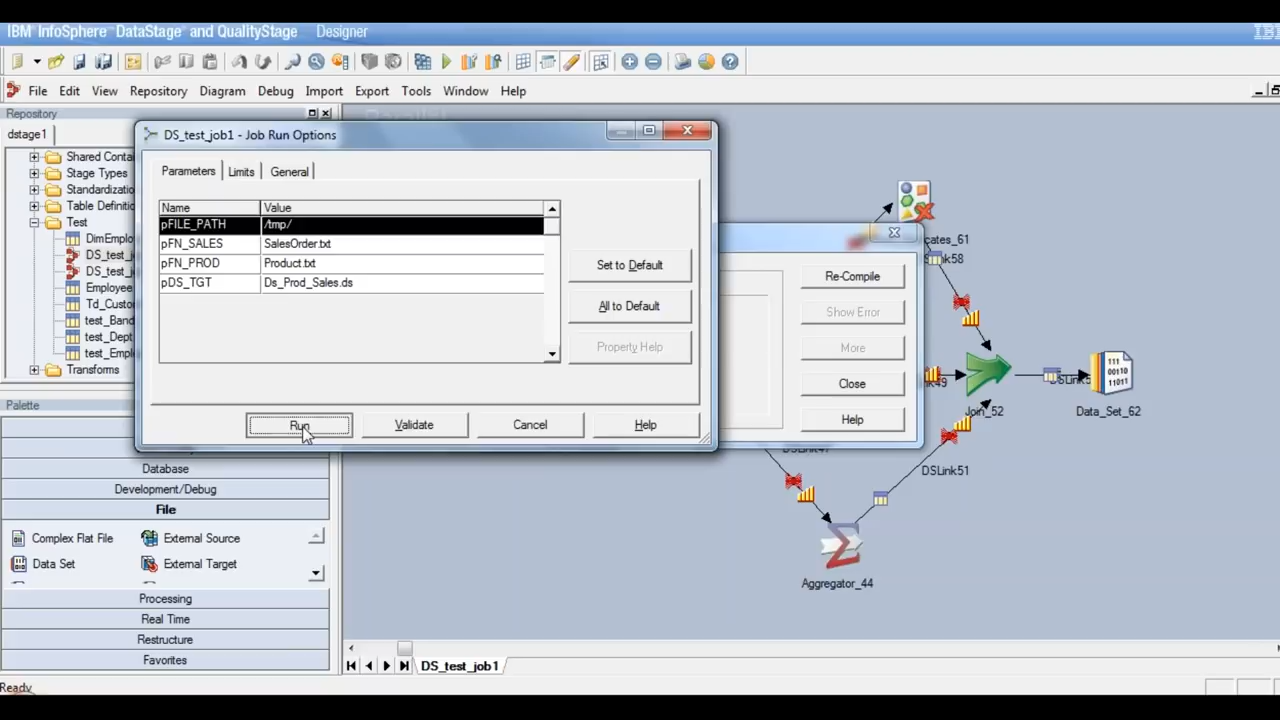 IBM InfoSphere DataStage and QualityStage Designer
File Edit View Repository Diagram Debug Import Export Tools Window Help
Repository
dstage1
Shared Conta
Stage Types
Standardizatio
Table Definitio
Test
DimEmplo
DS_test_jo
DS_test_jo
Employee
Td_Custo
test_Band
test_Dept
test_Empl
Transforms
Palette
Database
Development/Debug
File
Complex Flat File External Source
Data Set External Target
Processing
Real Time
Restructure
Favorites
Ready
DS_test_job1 - Job Run Options
Parameters Limits General
Name Value
pFILE_PATH /tmp/
pFN_SALES SalesOrder.txt
pFN_PROD Product.txt
pDS_TGT Ds_Prod_Sales.ds
Set to Default
All to Default
Property Help
Run Validate Cancel Help
Re-Compile
Show Error
More
Close
Help
cates_61
Join_52
Data_Set_62
DSLink47
DSLink51
Aggregator_44
DS_test_job1